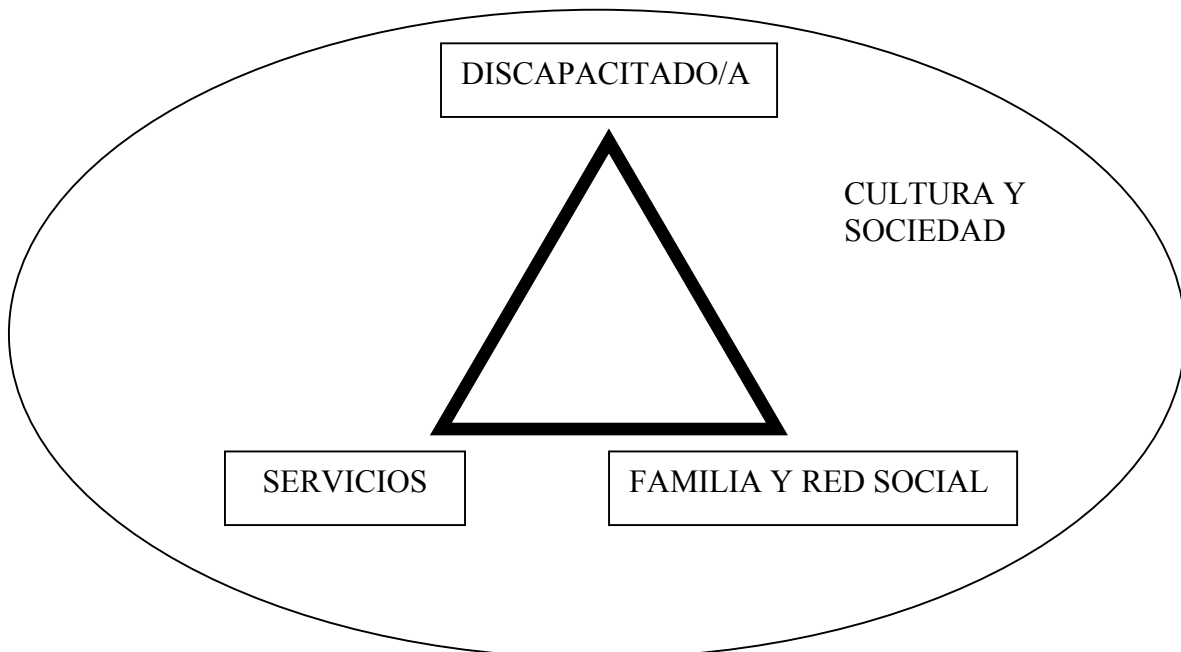 DISCAPACITADO/A
CULTURA Y
SOCIEDAD
SERVICIOS
FAMILIA Y RED SOCIAL